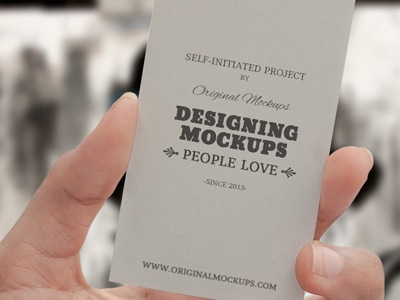 SELF-INITIATED PROJECT
BY
Original Mockups
DESIGNING
MOCKUPS
PEOPLE LOVE
-SINCE 2013-
WWW.ORIGINALMOCKUPS.COM